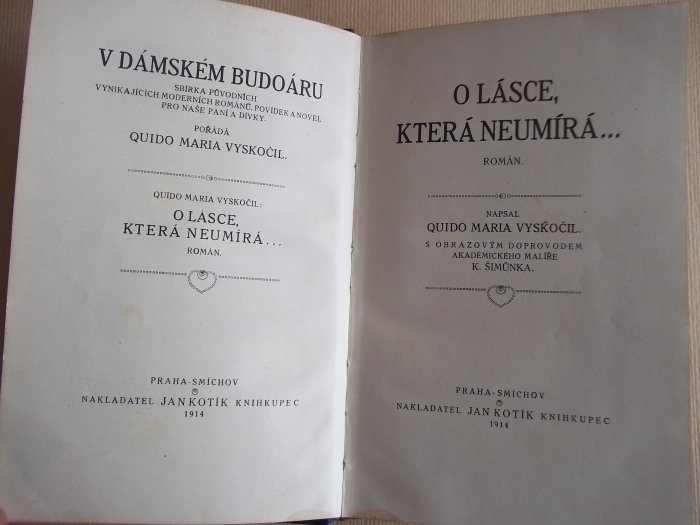 V DÁMSKÉM BUDOÁRU
SBÍRKA PŮVODNÍCH
VYNIKAJÍCÍCH MODERNÍCH ROMÁNŮ, POVÍDEK A NOVEL
PRO NAŠE PANÍ A DÍVKY.
POŘÁDÁ
QUIDO MARIA VYSKOČIL.
QUIDO MARIA VYSKOČIL:
O LÁSCE,
KTERÁ NEUMÍRÁ...
ROMÁN.
PRAHA-SMÍCHOV
NAKLADATEL JAN KOTÍK KNIHKUPEC
1914
O LÁSCE,
KTERÁ NEUMÍRÁ...
ROMÁN.
NAPSAL
QUIDO MARIA VYSKOČIL.
S OBRAZOVÝM DOPROVODEM
AKADEMICKÉHO MALÍŘE
K. ŠIMŮNKA.
PRAHA-SMÍCHOV
NAKLADATEL JAN KOTÍK KNIHKUPEC
1914